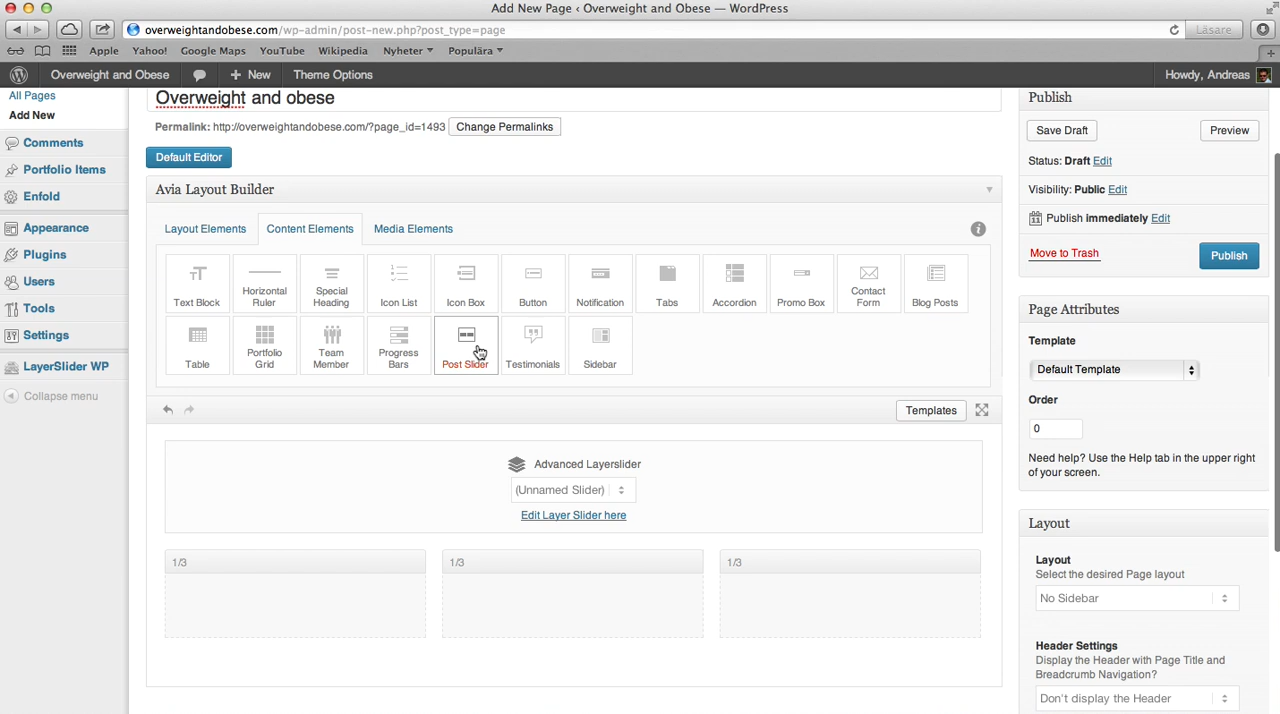 Add New Page ‹ Overweight and Obese — WordPress
overweightandobese.com/wp-admin/post-new.php?post_type=page
Läsare
Apple Yahoo! Google Maps YouTube Wikipedia Nyheter Populära
Overweight and Obese + New Theme Options Howdy, Andreas
All Pages
Add New
Comments
Portfolio Items
Enfold
Appearance
Plugins
Users
Tools
Settings
LayerSlider WP
Collapse menu
Overweight and obese
Permalink: http://overweightandobese.com/?page_id=1493 Change Permalinks
Default Editor
Avia Layout Builder
Layout Elements Content Elements Media Elements
Text Block
Horizontal Ruler
Special Heading
Icon List
Icon Box
Button
Notification
Tabs
Accordion
Promo Box
Contact Form
Blog Posts
Table
Portfolio Grid
Team Member
Progress Bars
Post Slider
Testimonials
Sidebar
Templates
Advanced Layerslider
(Unnamed Slider)
Edit Layer Slider here
1/3 1/3 1/3
Publish
Save Draft Preview
Status: Draft Edit
Visibility: Public Edit
11 Publish immediately Edit
Move to Trash Publish
Page Attributes
Template
Default Template
Order
0
Need help? Use the Help tab in the upper right
of your screen.
Layout
Layout
Select the desired Page layout
No Sidebar
Header Settings
Display the Header with Page Title and
Breadcrumb Navigation?
Don't display the Header